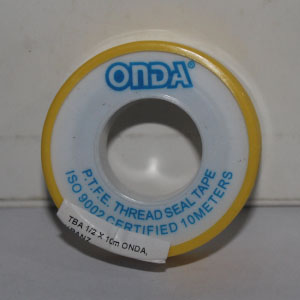 ONDA®
P.T.F.E. THREAD SEAL TAPE
ISO 9002 CERTIFIED 10METERS
TBA 1/2 X 10m ONDA,